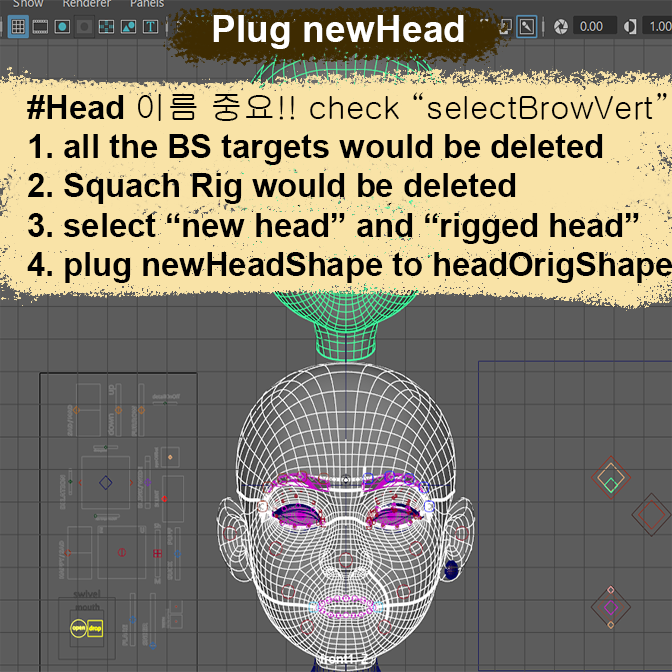 Show
Renderer
Panels
0.00
1.00
Plug newHead
#Head 이름 중요!! check “selectBrowVert”
1. all the BS targets would be deleted
2. Squach Rig would be deleted
3. select “new head” and “rigged head”
4. plug newHeadShape to headOrigShape
swivel
mouth
open
drop